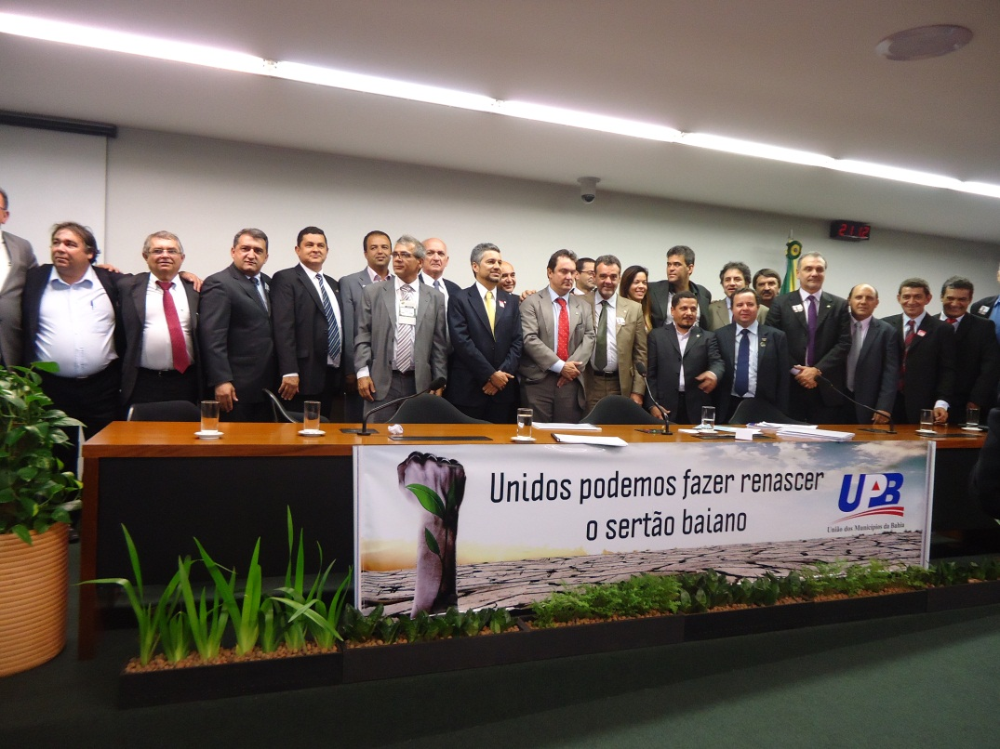 21:12
Unidos podemos fazer renascer
o sertão baiano
UPB
União dos Municípios da Bahia